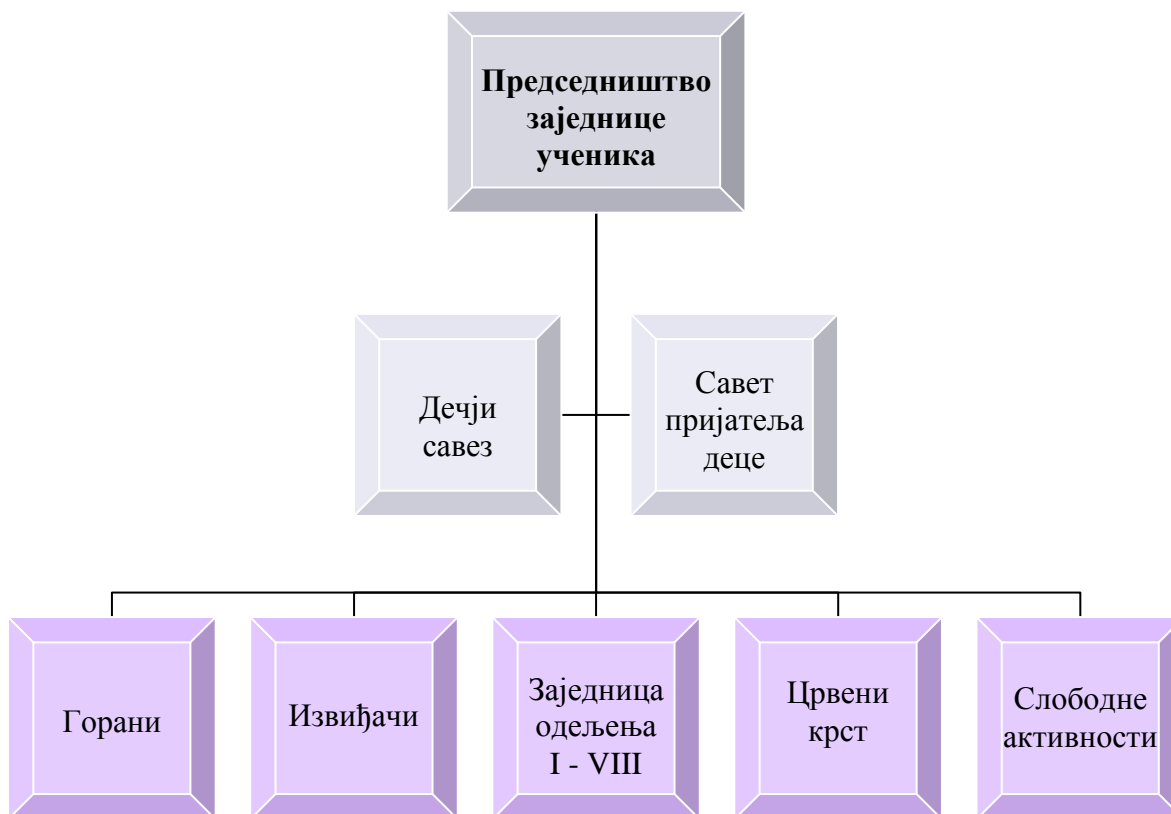 Председништво
заједнице
ученика
Дечји
савез
Савет
пријатеља
деце
Горани
Извиђачи
Заједница
одељења
I - VIII
Црвени
крст
Слободне
активности